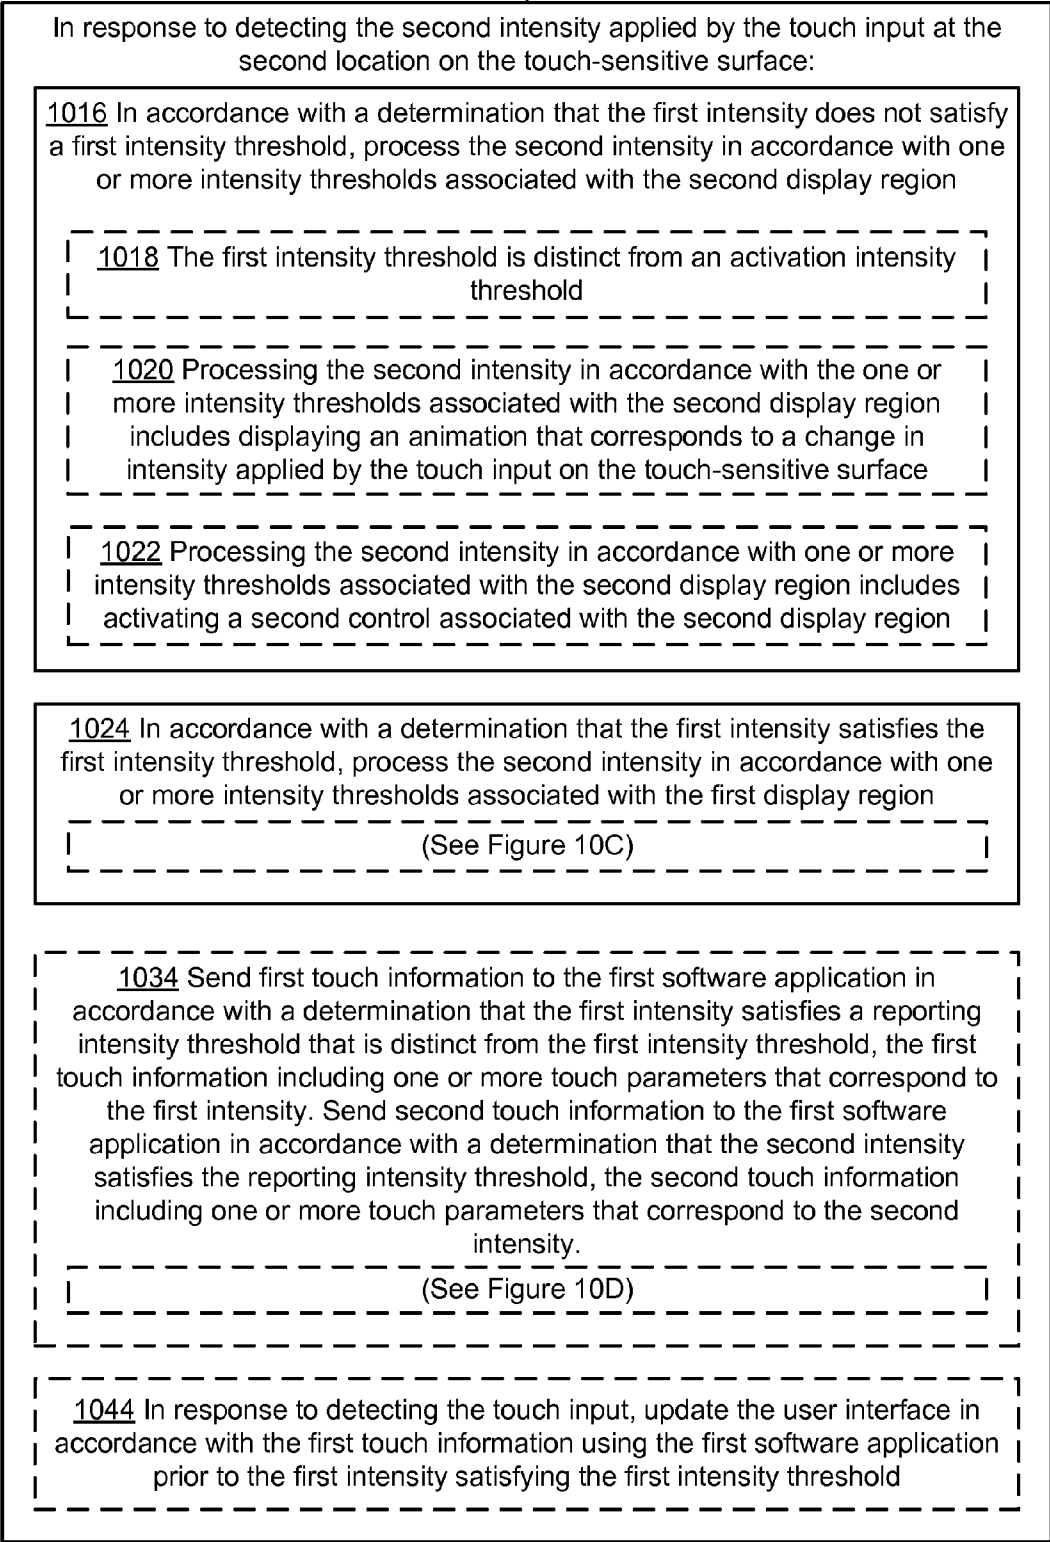 In response to detecting the second intensity applied by the touch input at the
second location on the touch-sensitive surface:
1016 In accordance with a determination that the first intensity does not satisfy
a first intensity threshold, process the second intensity in accordance with one
or more intensity thresholds associated with the second display region
1018 The first intensity threshold is distinct from an activation intensity
threshold
1020 Processing the second intensity in accordance with the one or
more intensity thresholds associated with the second display region
includes displaying an animation that corresponds to a change in
intensity applied by the touch input on the touch-sensitive surface
1022 Processing the second intensity in accordance with one or more
intensity thresholds associated with the second display region includes
activating a second control associated with the second display region
1024 In accordance with a determination that the first intensity satisfies the
first intensity threshold, process the second intensity in accordance with one
or more intensity thresholds associated with the first display region
(See Figure 10C)
1034 Send first touch information to the first software application in
accordance with a determination that the first intensity satisfies a reporting
intensity threshold that is distinct from the first intensity threshold, the first
touch information including one or more touch parameters that correspond to
the first intensity. Send second touch information to the first software
application in accordance with a determination that the second intensity
satisfies the reporting intensity threshold, the second touch information
including one or more touch parameters that correspond to the second
intensity.
(See Figure 10D)
1044 In response to detecting the touch input, update the user interface in
accordance with the first touch information using the first software application
prior to the first intensity satisfying the first intensity threshold